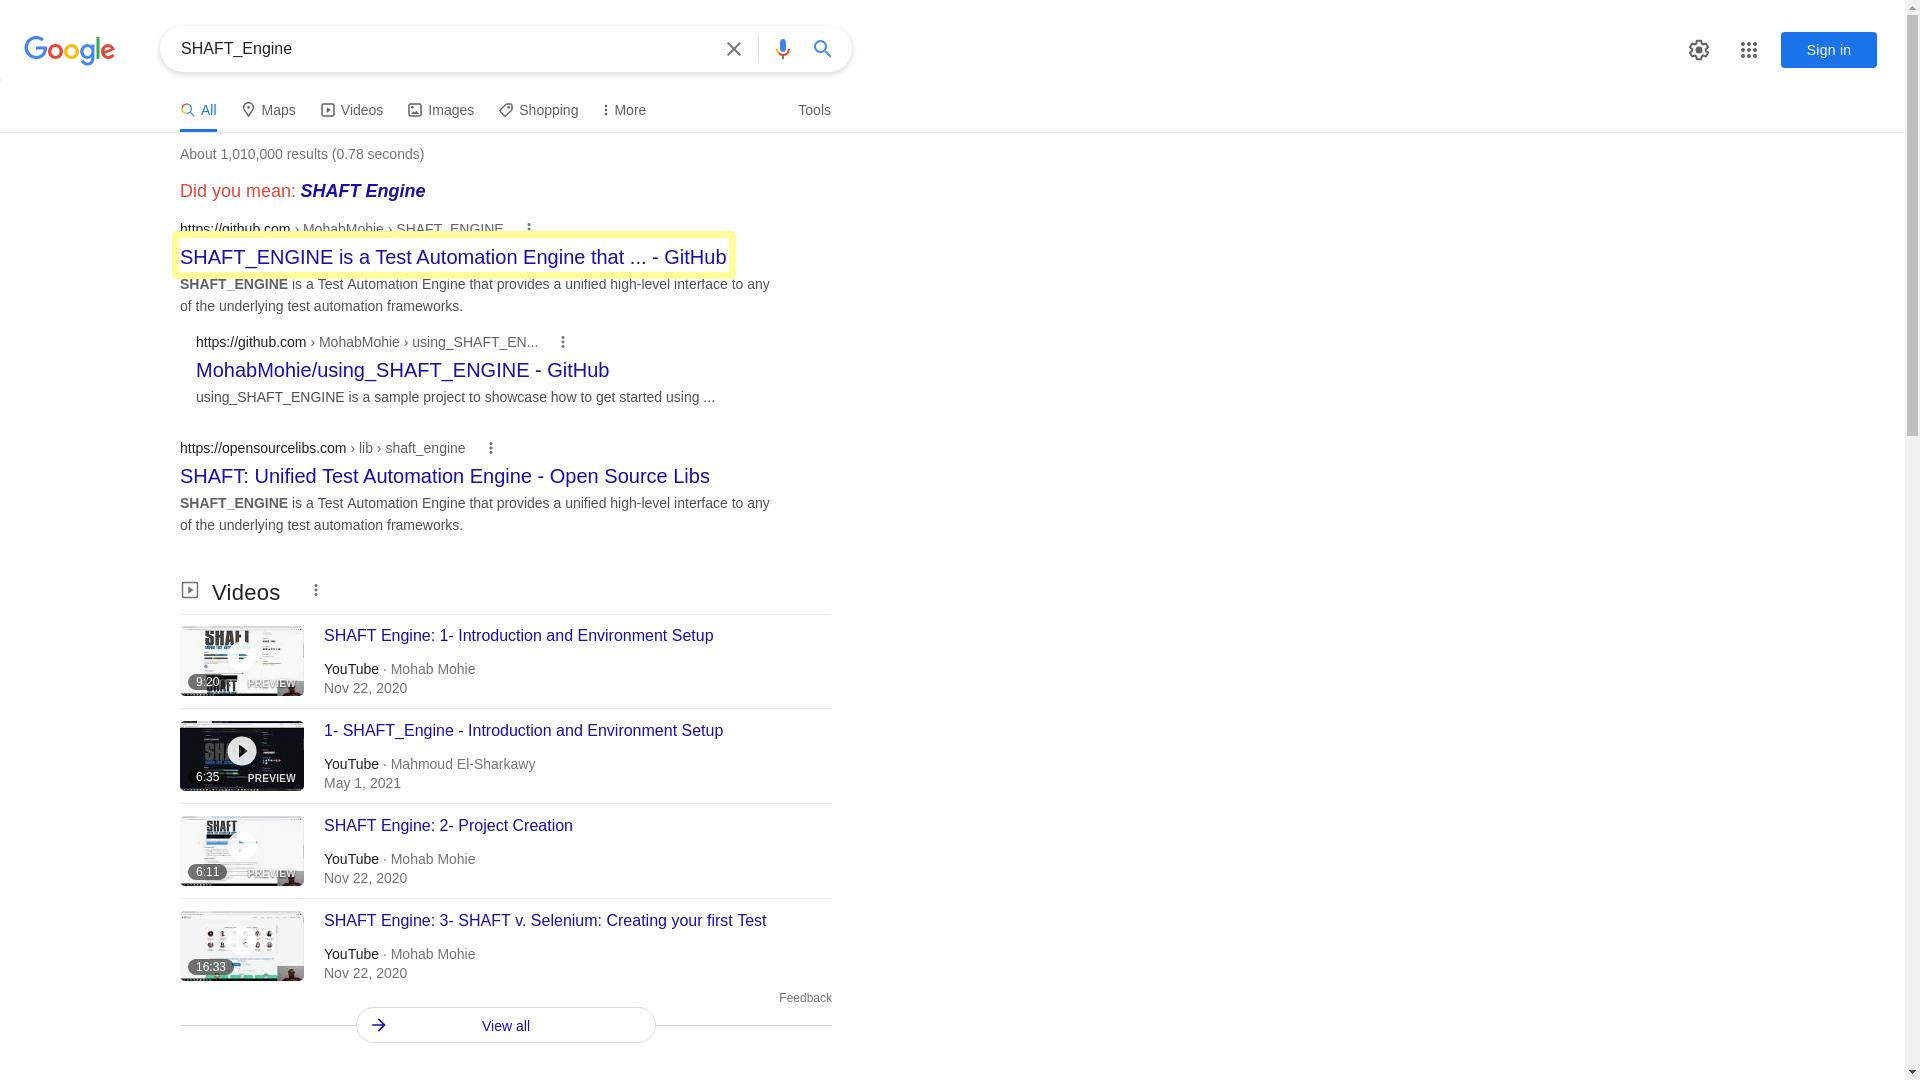 Google
SHAFT_Engine
Sign in
All
Maps
Videos
Images
Shopping
More
Tools
About 1,010,000 results (0.78 seconds)
Did you mean: SHAFT Engine
https://github.com › MohabMohie › SHAFT_ENGINE
SHAFT_ENGINE is a Test Automation Engine that ... - GitHub
SHAFT_ENGINE is a Test Automation Engine that provides a unified high-level interface to any
of the underlying test automation frameworks.
https://github.com › MohabMohie › using_SHAFT_EN...
MohabMohie/using_SHAFT_ENGINE - GitHub
using_SHAFT_ENGINE is a sample project to showcase how to get started using ...
https://opensourcelibs.com › lib › shaft_engine
SHAFT: Unified Test Automation Engine - Open Source Libs
SHAFT_ENGINE is a Test Automation Engine that provides a unified high-level interface to any
of the underlying test automation frameworks.
Videos
SHAFT
SHAFT
9:20
PREVIEW
SHAFT Engine: 1- Introduction and Environment Setup
YouTube · Mohab Mohie
Nov 22, 2020
6:35
PREVIEW
1- SHAFT_Engine - Introduction and Environment Setup
YouTube · Mahmoud El-Sharkawy
May 1, 2021
SHAFT
6:11
PREVIEW
SHAFT Engine: 2- Project Creation
YouTube · Mohab Mohie
Nov 22, 2020
16:33
SHAFT Engine: 3- SHAFT v. Selenium: Creating your first Test
YouTube · Mohab Mohie
Nov 22, 2020
Feedback
View all